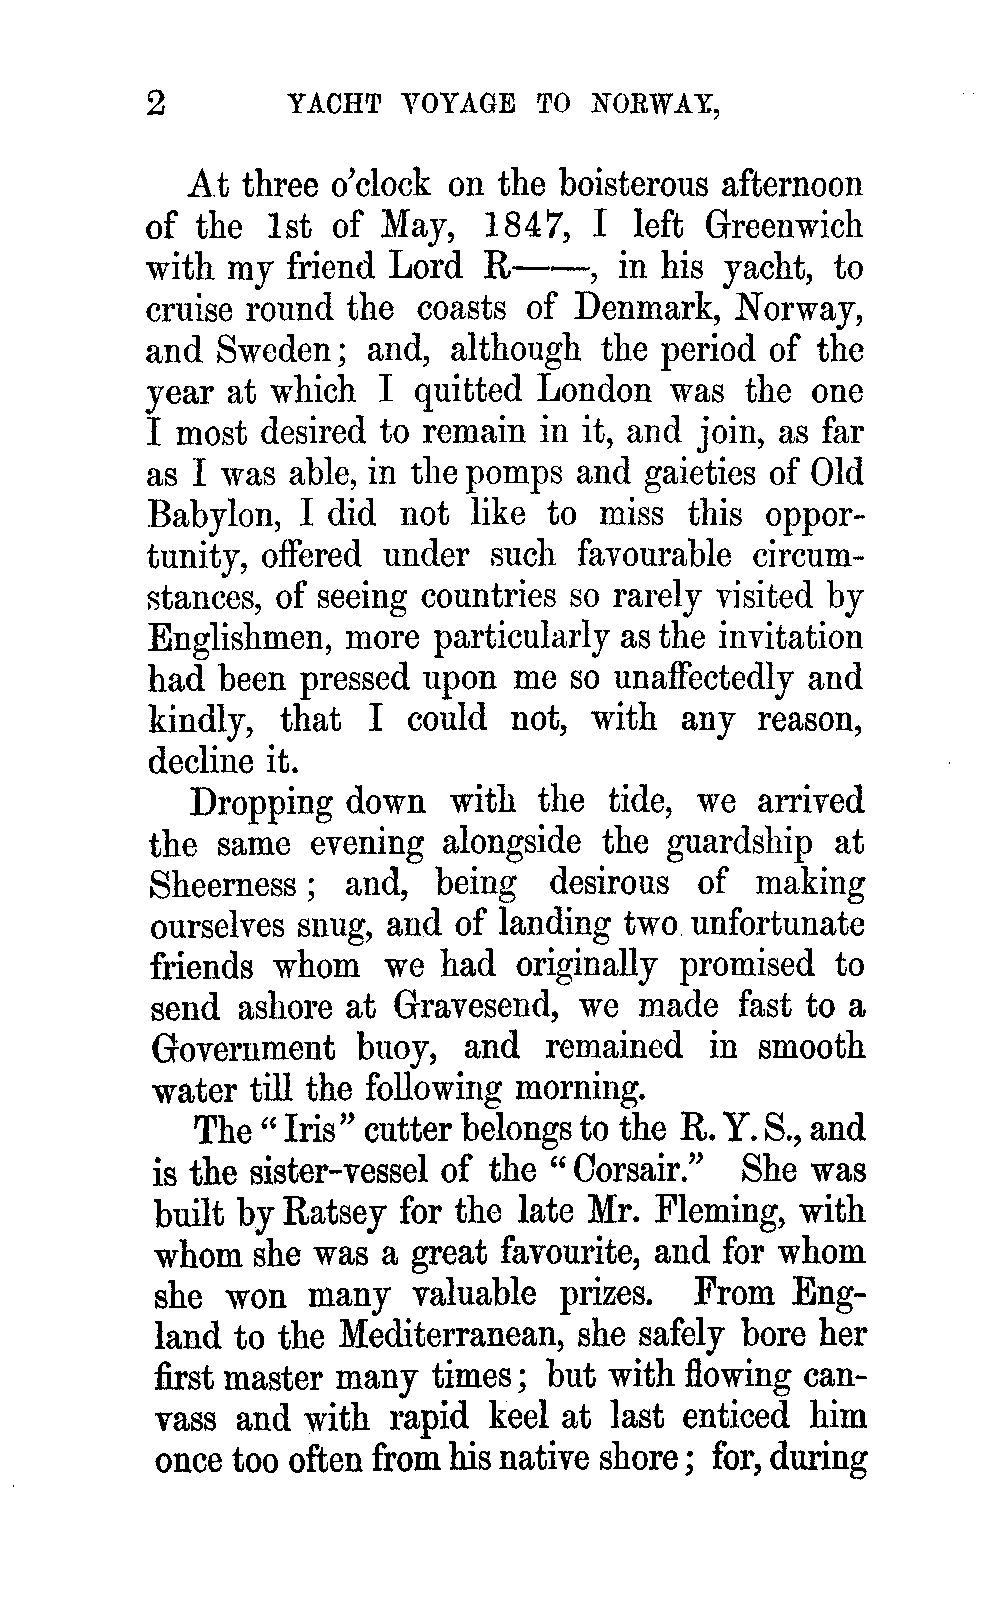 2 YACHT VOYAGE TO NORWAY,
At three o'clock on the boisterous afternoon
of the 1st of May, 1847, I left Greenwich
with my friend Lord R——, in his yacht, to
cruise round the coasts of Denmark, Norway,
and Sweden; and, although the period of the
year at which I quitted London was the one
I most desired to remain in it, and join, as far
as I was able, in the pomps and gaieties of Old
Babylon, I did not like to miss this oppor-
tunity, offered under such favourable circum-
stances, of seeing countries so rarely visited by
Englishmen, more particularly as the invitation
had been pressed upon me so unaffectedly and
kindly, that I could not, with any reason,
decline it.
Dropping down with the tide, we arrived
the same evening alongside the guardship at
Sheerness; and, being desirous of making
ourselves snug, and of landing two unfortunate
friends whom we had originally promised to
send ashore at Gravesend, we made fast to a
Government buoy, and remained in smooth
water till the following morning.
The "Iris" cutter belongs to the R. Y. S., and
is the sister-vessel of the "Corsair." She was
built by Ratsey for the late Mr. Fleming, with
whom she was a great favourite, and for whom
she won many valuable prizes. From Eng-
land to the Mediterranean, she safely bore her
first master many times; but with flowing can-
vass and with rapid keel at last enticed him
once too often from his native shore; for, during